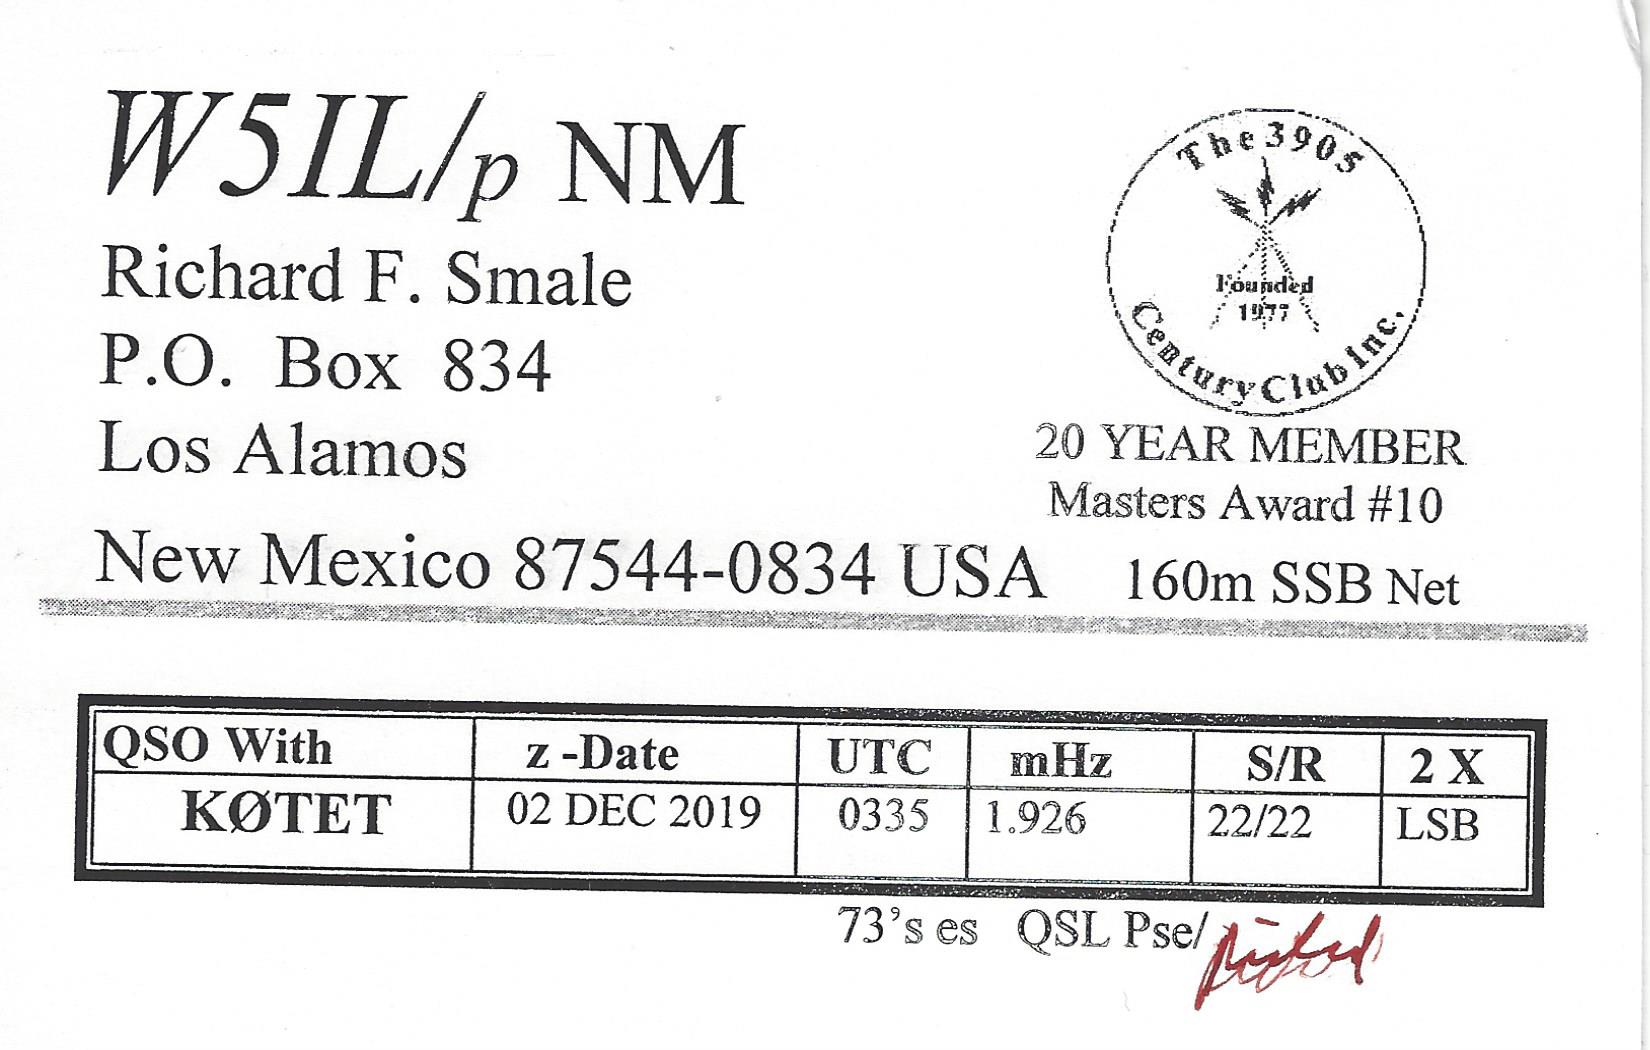 W5IL/p NM
Richard F. Smale
P.O. Box 834
Los Alamos
New Mexico 87544-0834 USA
The 3905
Founded
1977
Century Club Inc.
20 YEAR MEMBER
Masters Award #10
160m SSB Net
QSO With z -Date UTC mHz S/R 2 X
KØTET 02 DEC 2019 0335 1.926 22/22 LSB
73's es QSL Pse/ Richard